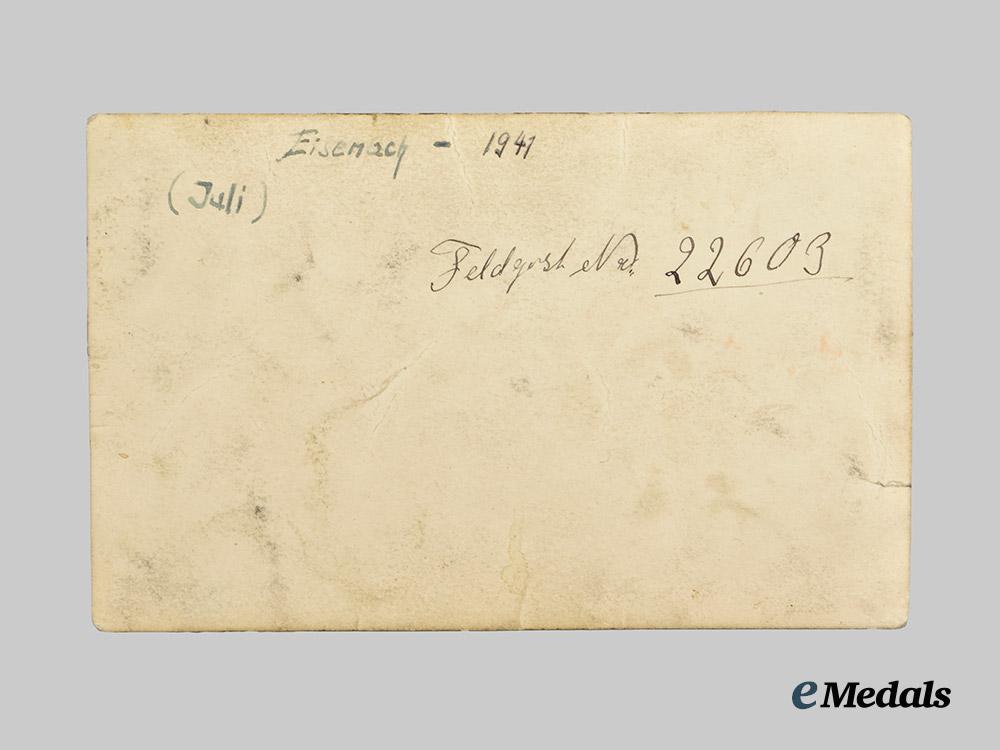 Eisenach - 1941
(Juli)
Feldpost Nr. 22603
eMedals